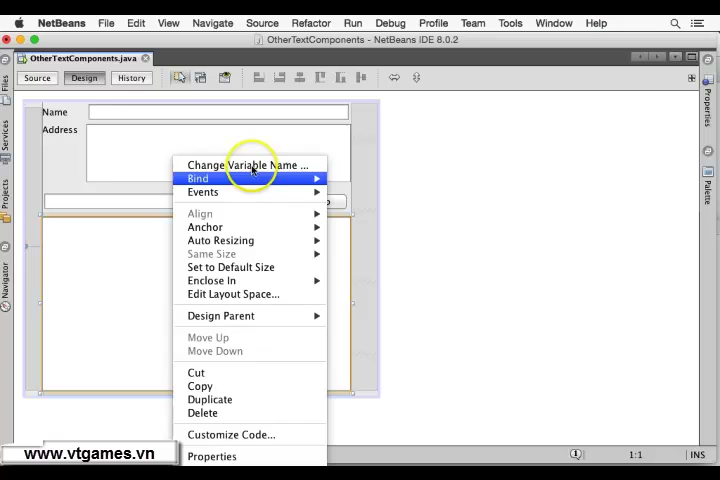 NetBeans File Edit View Navigate Source Refactor Run Debug Profile Team Tools Window Help
OtherTextComponents - NetBeans IDE 8.0.2
OtherTextComponents.java
Source Design History
Files
Services
Projects
Navigator
Properties
Palette
Name
Address
Change Variable Name ...
Bind
Events
Align
Anchor
Auto Resizing
Same Size
Set to Default Size
Enclose In
Edit Layout Space...
Design Parent
Move Up
Move Down
Cut
Copy
Duplicate
Delete
Customize Code...
Properties
www.vtgames.vn
1:1 INS